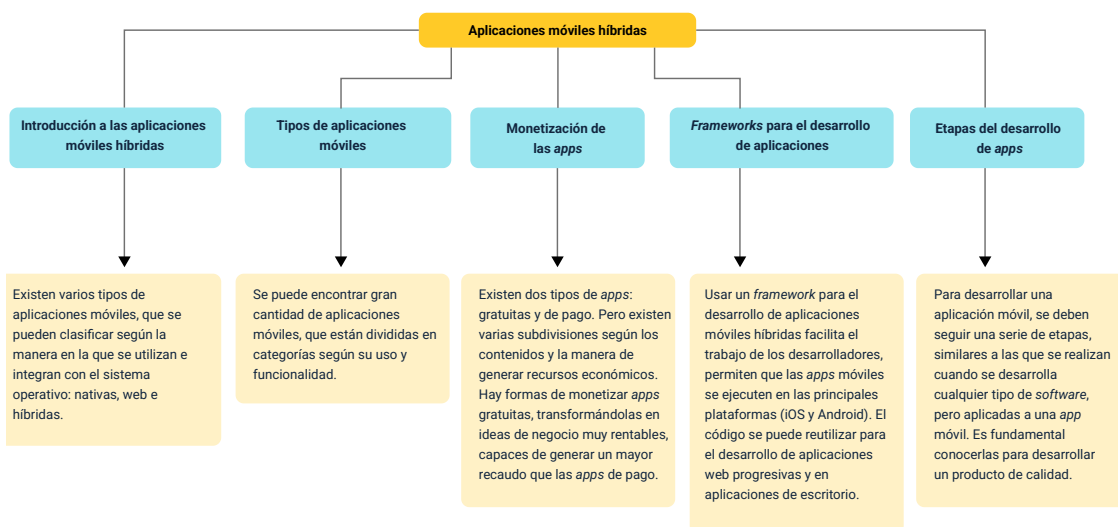 Aplicaciones móviles híbridas
Introducción a las aplicaciones
móviles híbridas
Existen varios tipos de
aplicaciones móviles, que se
pueden clasificar según la
manera en la que se utilizan e
integran con el sistema
operativo: nativas, web e
híbridas.
Tipos de aplicaciones
móviles
Se puede encontrar gran
cantidad de aplicaciones
móviles, que están divididas en
categorías según su uso y
funcionalidad.
Monetización de
las apps
Existen dos tipos de apps:
gratuitas y de pago. Pero existen
varias subdivisiones según los
contenidos y la manera de
generar recursos económicos.
Hay formas de monetizar apps
gratuitas, transformándolas en
ideas de negocio muy rentables,
capaces de generar un mayor
recaudo que las apps de pago.
Frameworks para el desarrollo
de aplicaciones
Usar un framework para el
desarrollo de aplicaciones
móviles híbridas facilita el
trabajo de los desarrolladores,
permiten que las apps móviles
se ejecuten en las principales
plataformas (iOS y Android). El
código se puede reutilizar para
el desarrollo de aplicaciones
web progresivas y en
aplicaciones de escritorio.
Etapas del desarrollo
de apps
Para desarrollar una
aplicación móvil, se deben
seguir una serie de etapas,
similares a las que se realizan
cuando se desarrolla
cualquier tipo de software,
pero aplicadas a una app
móvil. Es fundamental
conocerlas para desarrollar
un producto de calidad.